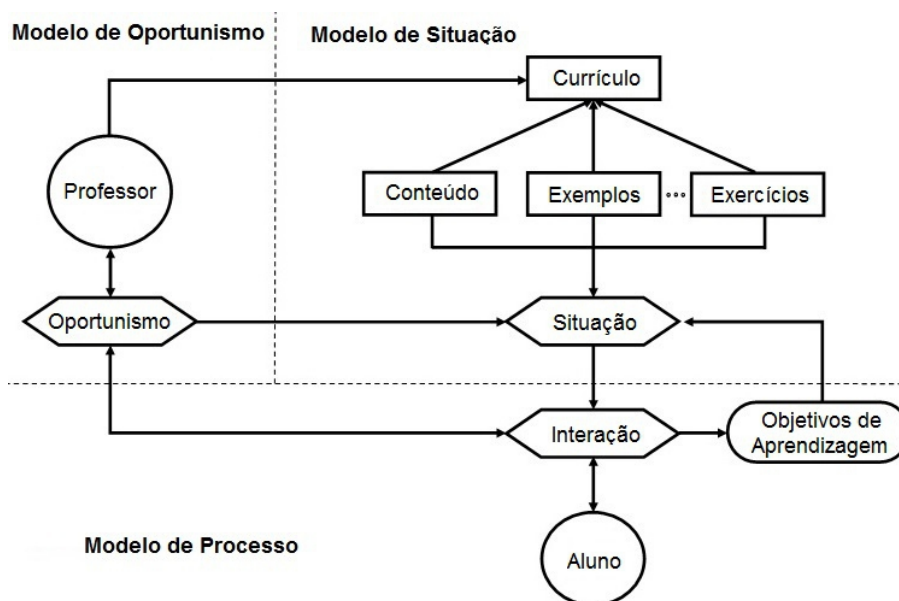 Modelo de Oportunismo
Modelo de Situação
Currículo
Professor
Conteúdo
Exemplos
...
Exercícios
Oportunismo
Situação
Interação
Objetivos de
Aprendizagem
Modelo de Processo
Aluno